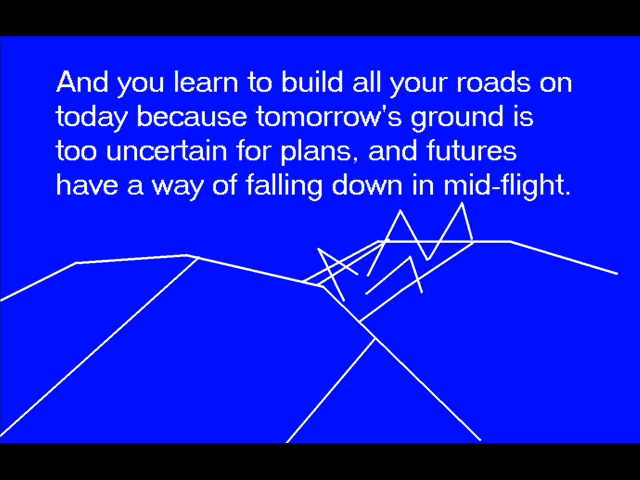 And you learn to build all your roads on
today because tomorrow's ground is
too uncertain for plans, and futures
have a way of falling down in mid-flight.